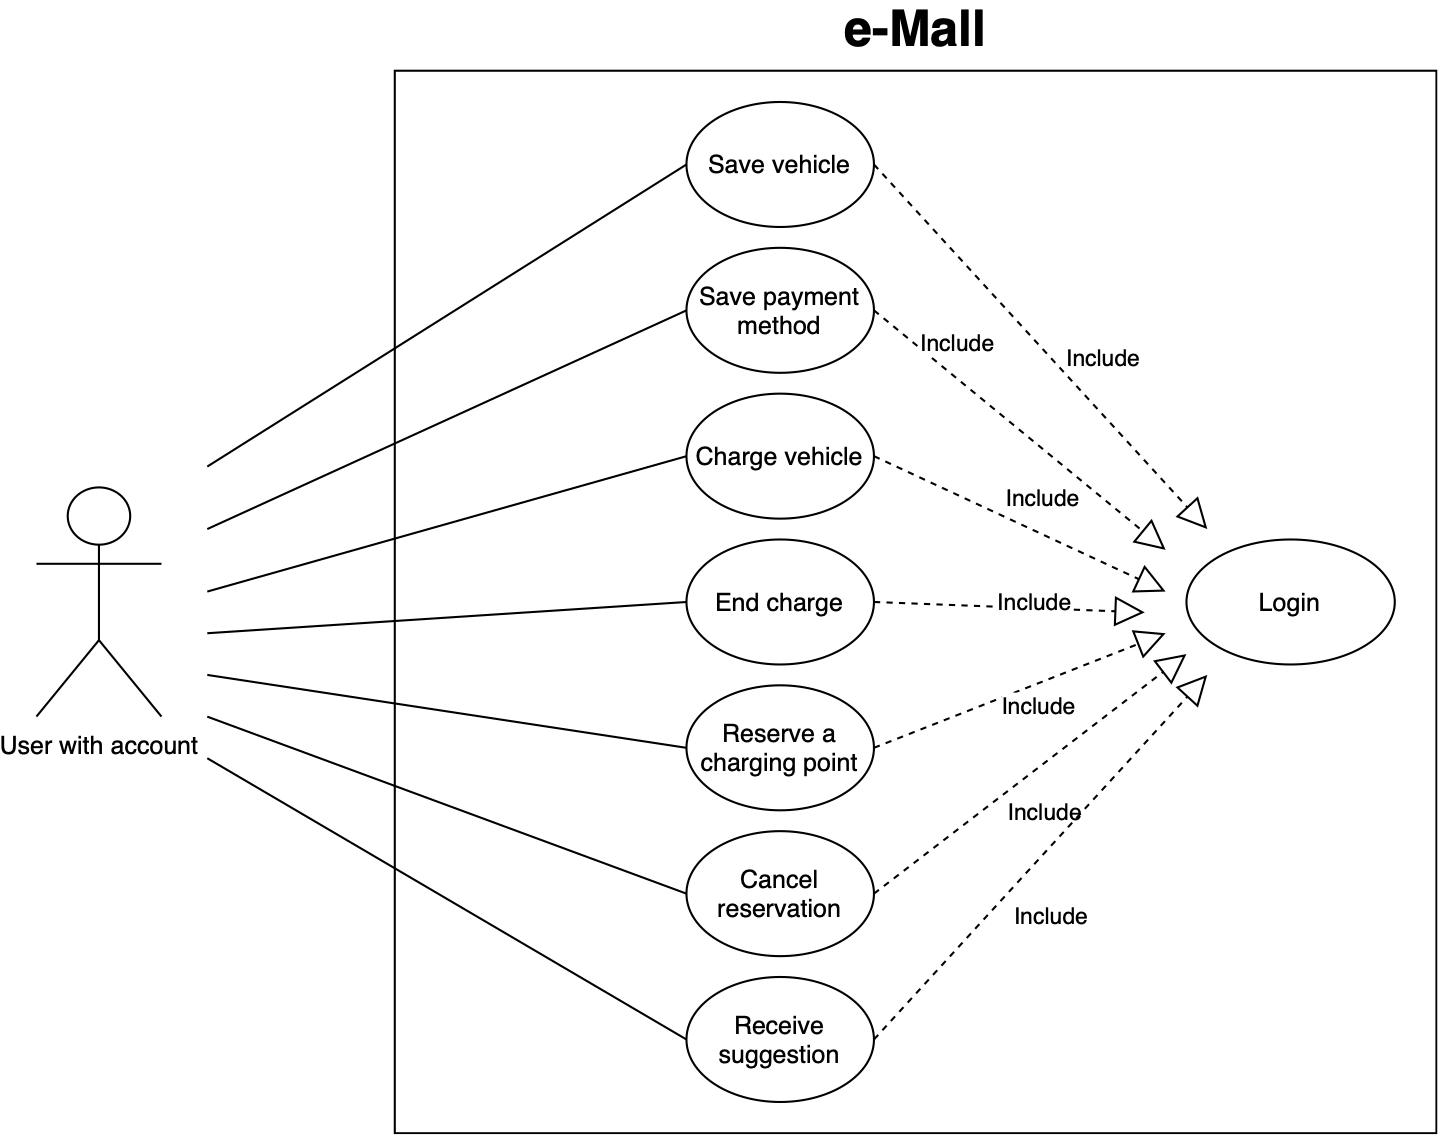 e-Mall
Save vehicle
Save payment
method
Include
Include
Charge vehicle
Include
End charge
Include
Login
Reserve a
charging point
Include
User with account
Include
Cancel
reservation
Include
Receive
suggestion